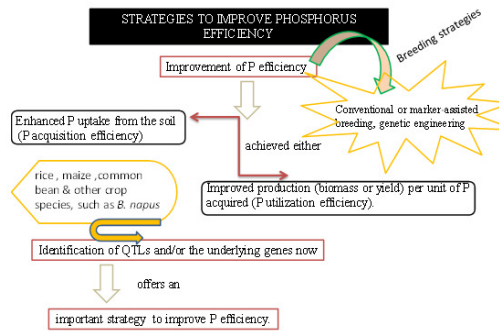 STRATEGIES TO IMPROVE PHOSPHORUS
EFFICIENCY
Breeding strategies
Improvement of P efficiency
Conventional or marker-assisted
breeding, genetic engineering
Enhanced P uptake from the soil
(P acquisition efficiency)
achieved either
Improved production (biomass or yield) per unit of P
acquired (P utilization efficiency).
rice, maize ,common
bean & other crop
species, such as B. napus
Identification of QTLs and/or the underlying genes now
offers an
important strategy to improve P efficiency.